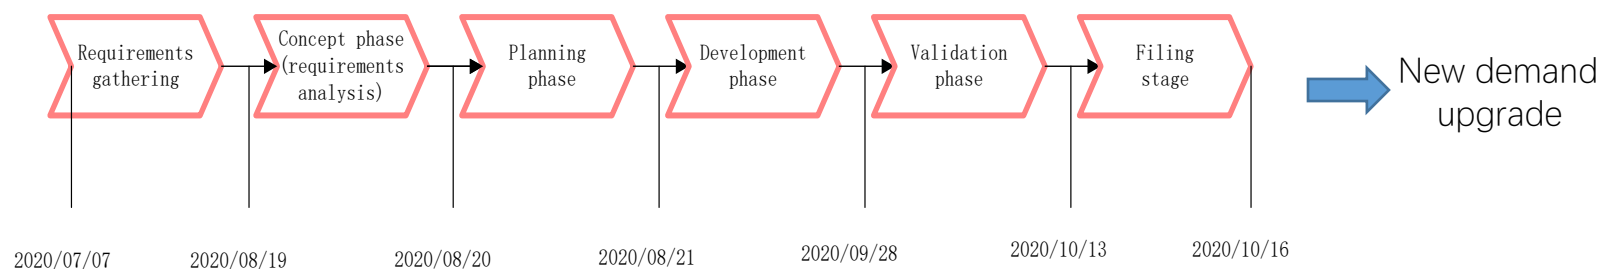 Requirements
gathering
Concept phase
(requirements
analysis)
Planning
phase
Development
phase
Validation
phase
Filing
stage
New demand
upgrade
2020/07/07
2020/08/19
2020/08/20
2020/08/21
2020/09/28
2020/10/13
2020/10/16